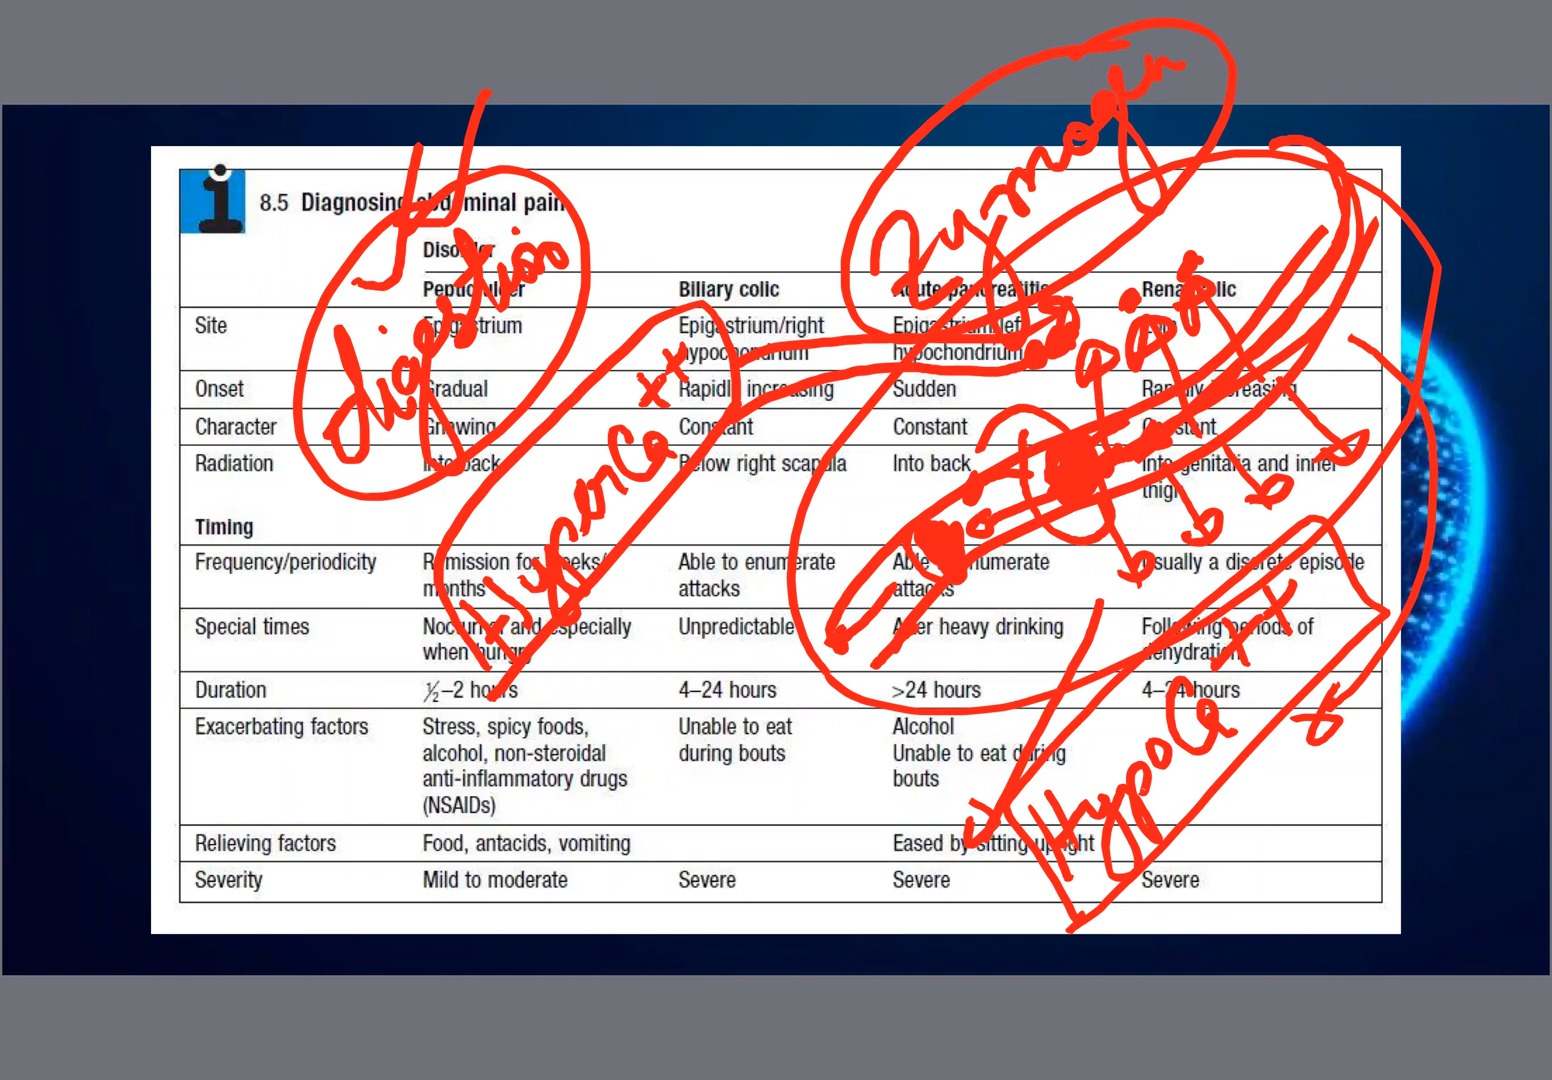 8.5 Diagnosing abdominal pain
Disorder
Peptic ulcer Biliary colic Acute pancreatitis Renal colic
Site Epigastrium Epigastrium/right hypochondrium Epigastrium/left hypochondrium
Onset Gradual Rapidly increasing Sudden Rapidly increasing
Character Gnawing Constant Constant Constant
Radiation Into back Below right scapula Into back Into genitalia and inner thigh
Timing
Frequency/periodicity Remission for weeks/months Able to enumerate attacks Able to enumerate attacks Usually a discrete episode
Special times Nocturnal and especially when hungry Unpredictable After heavy drinking Following periods of dehydration
Duration ½–2 hours 4–24 hours >24 hours 4–24 hours
Exacerbating factors Stress, spicy foods, alcohol, non-steroidal anti-inflammatory drugs (NSAIDs) Unable to eat during bouts Alcohol Unable to eat during bouts
Relieving factors Food, antacids, vomiting Eased by sitting upright
Severity Mild to moderate Severe Severe Severe
digestion
HyperCa++
Zymogen
HypoCa++